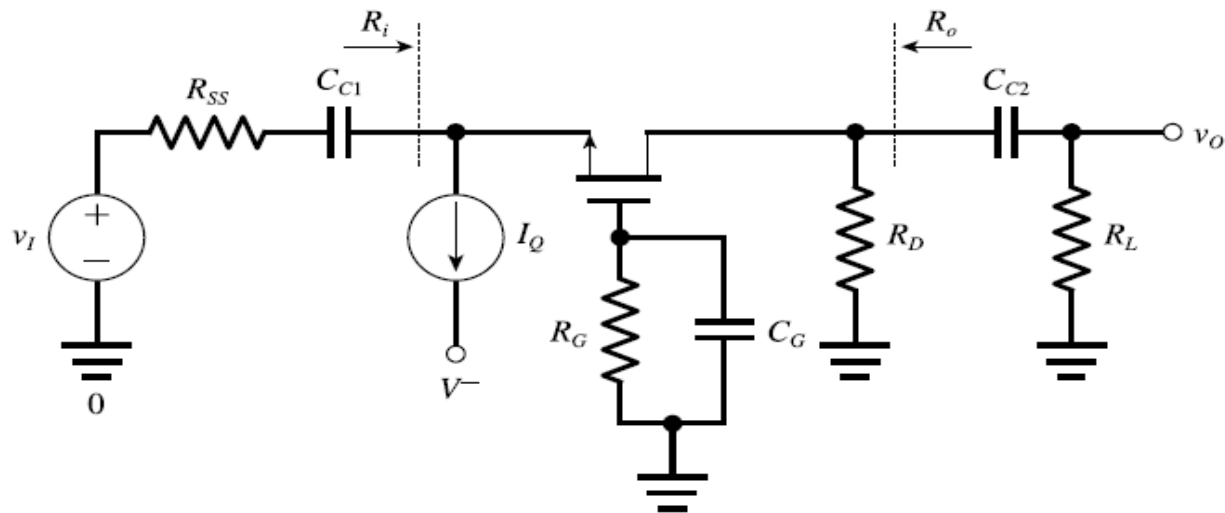 R_i
R_o
R_SS
C_C1
C_C2
v_O
+
v_I
−
I_Q
R_D
R_L
R_G
C_G
V−
0